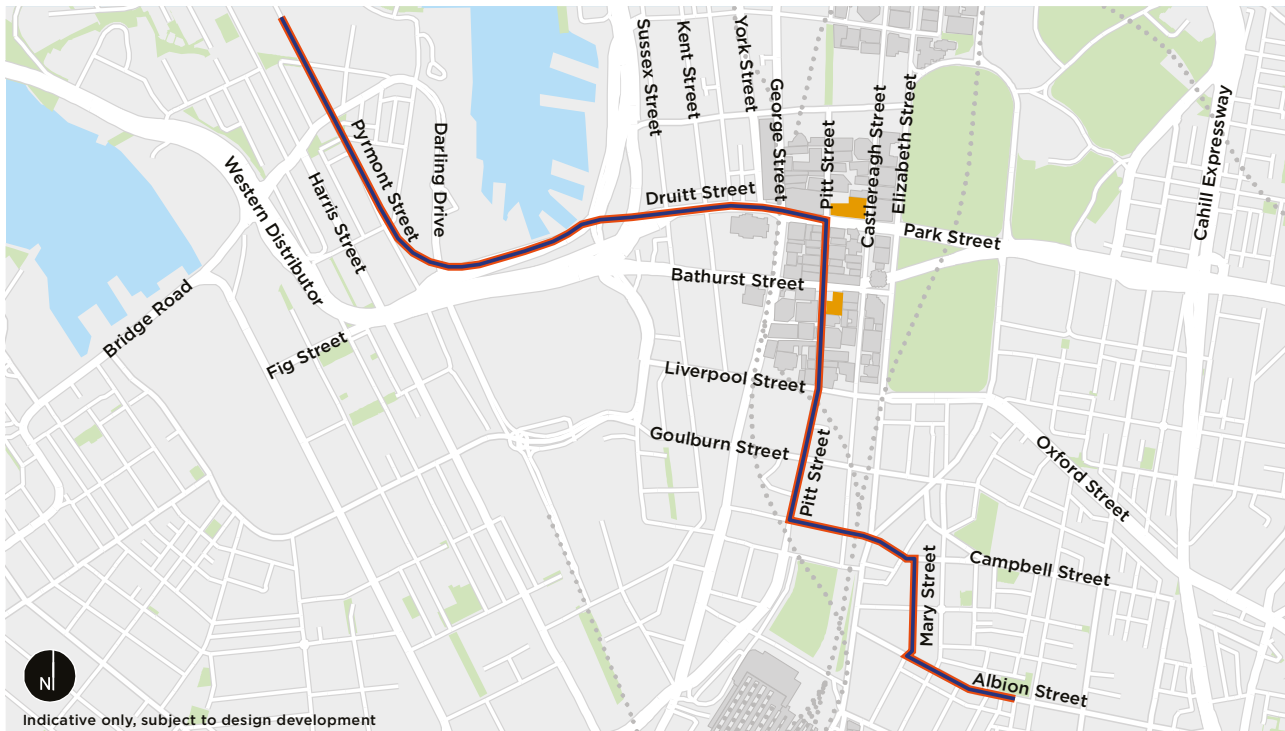 Sussex Street
Kent Street
York Street
George Street
Pitt Street
Castlereagh Street
Elizabeth Street
Cahill Expressway
Pyrmont Street
Darling Drive
Western Distributor
Harris Street
Druitt Street
Park Street
Bathurst Street
Bridge Road
Fig Street
Liverpool Street
Goulburn Street
Pitt Street
Oxford Street
Campbell Street
Mary Street
Albion Street
N
Indicative only, subject to design development